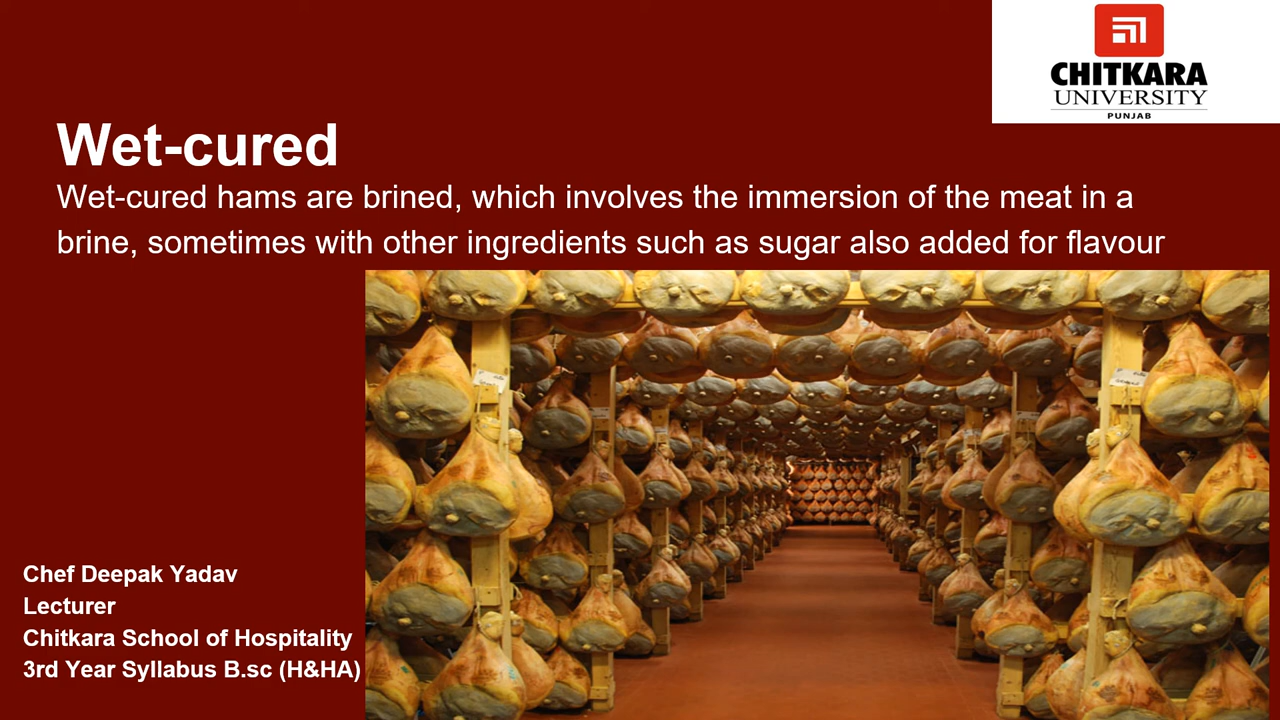 CHITKARA
UNIVERSITY
PUNJAB
Wet-cured
Wet-cured hams are brined, which involves the immersion of the meat in a
brine, sometimes with other ingredients such as sugar also added for flavour
Chef Deepak Yadav
Lecturer
Chitkara School of Hospitality
3rd Year Syllabus B.sc (H&HA)